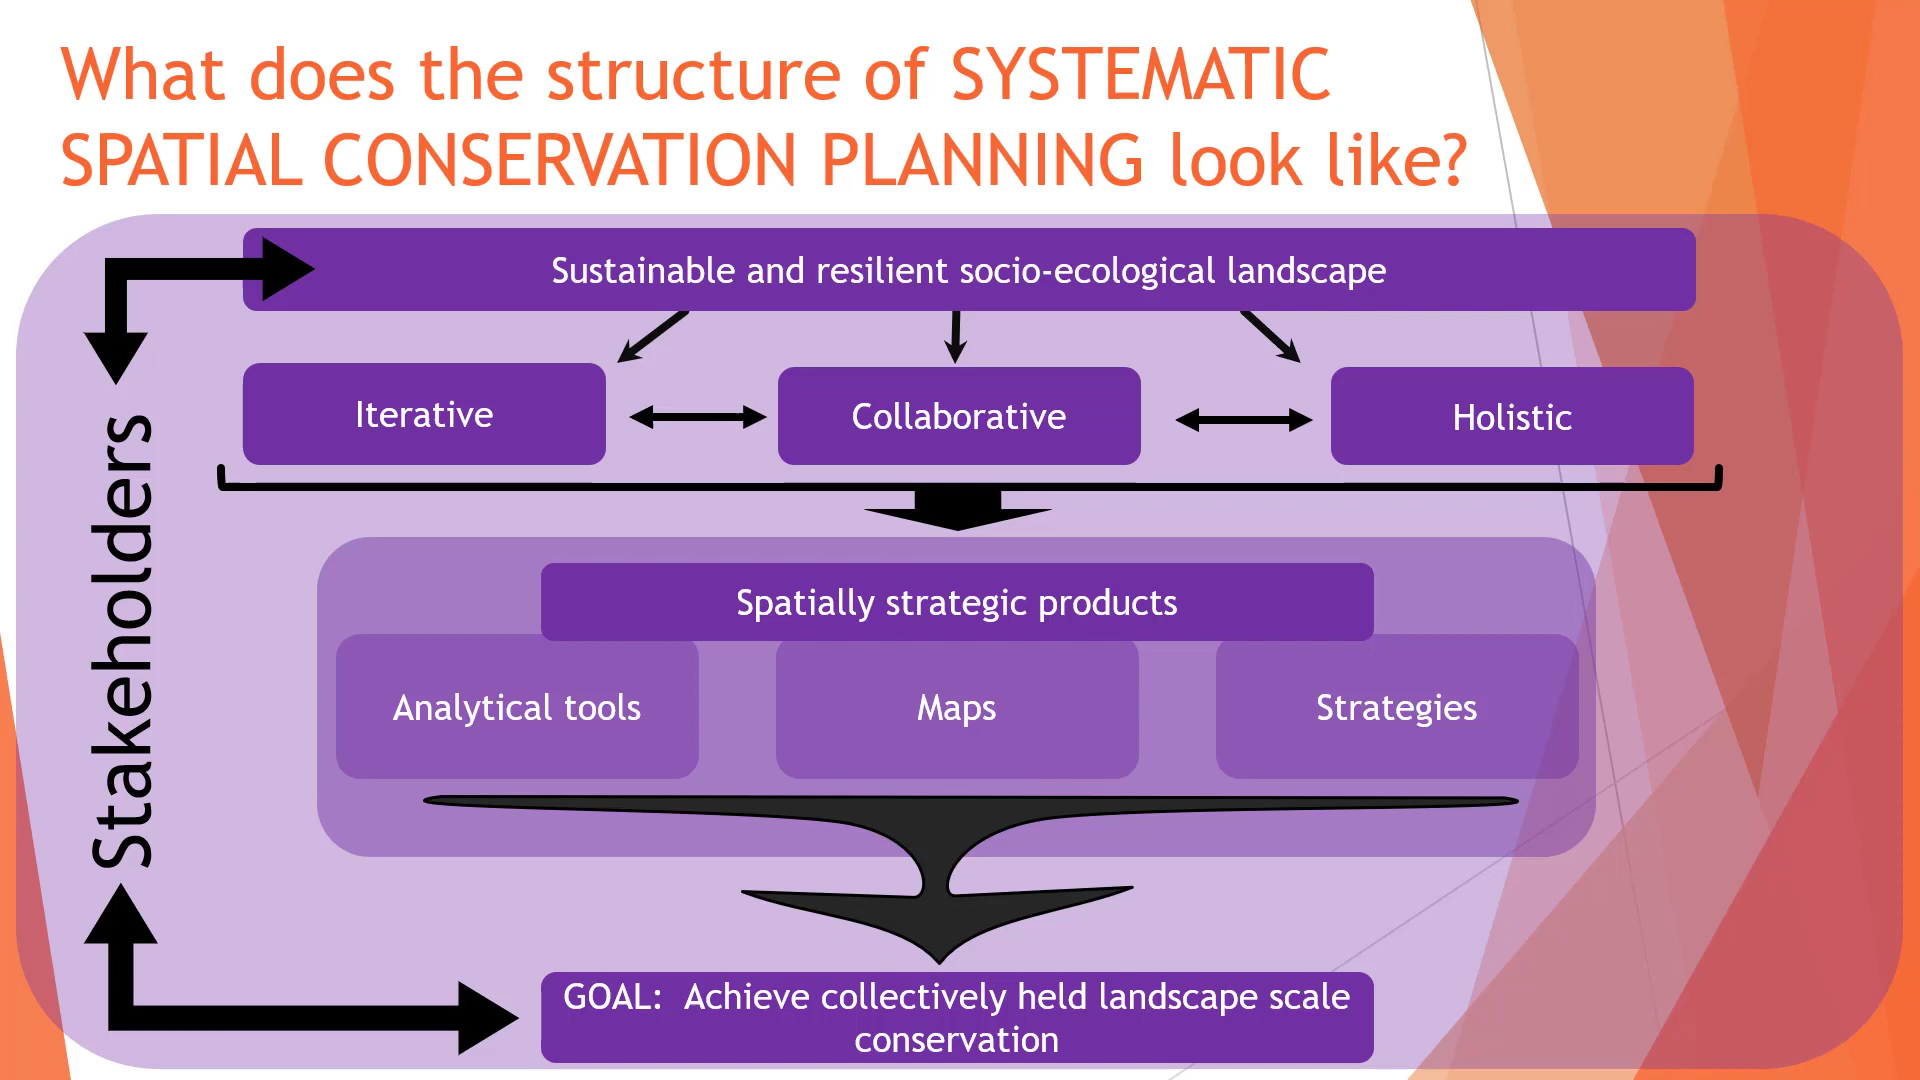 What does the structure of SYSTEMATIC
SPATIAL CONSERVATION PLANNING look like?
Sustainable and resilient socio-ecological landscape
Iterative
Collaborative
Holistic
Stakeholders
Spatially strategic products
Analytical tools
Maps
Strategies
GOAL:  Achieve collectively held landscape scale
conservation